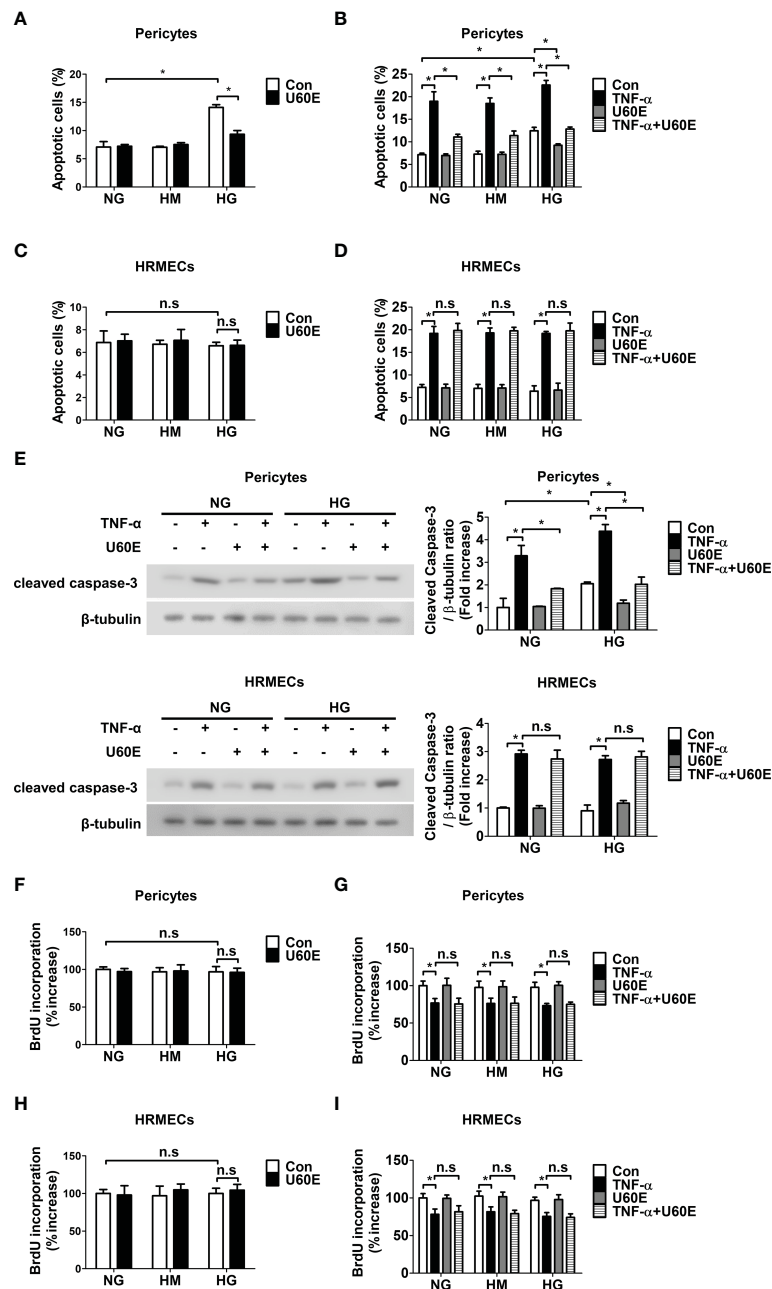 A
Pericytes
Apoptotic cells (%)
20
15
10
5
0
*
*
NG HM HG
Con
U60E
B
Pericytes
Apoptotic cells (%)
25
20
15
10
5
0
* *
* * * * * *
NG HM HG
Con
TNF-α
U60E
TNF-α+U60E
C
HRMECs
Apoptotic cells (%)
8
6
4
2
0
n.s
n.s
NG HM HG
Con
U60E
D
HRMECs
Apoptotic cells (%)
25
20
15
10
5
0
* n.s * n.s * n.s
NG HM HG
Con
TNF-α
U60E
TNF-α+U60E
E
Pericytes
NG HG
TNF-α - + - + - + - +
U60E - - + + - - + +
cleaved caspase-3
β-tubulin
Pericytes
Cleaved Caspase-3
/ β-tubulin ratio
(Fold increase)
5
4
3
2
1
0
* *
* * * *
NG HG
Con
TNF-α
U60E
TNF-α+U60E
HRMECs
NG HG
TNF-α - + - + - + - +
U60E - - + + - - + +
cleaved caspase-3
β-tubulin
HRMECs
Cleaved Caspase-3
/ β-tubulin ratio
(Fold increase)
4
3
2
1
0
* n.s * n.s
NG HG
Con
TNF-α
U60E
TNF-α+U60E
F
Pericytes
BrdU incorporation
(% increase)
150
100
50
0
n.s
n.s
NG HM HG
Con
U60E
G
Pericytes
BrdU incorporation
(% increase)
150
100
50
0
* n.s * n.s * n.s
NG HM HG
Con
TNF-α
U60E
TNF-α+U60E
H
HRMECs
BrdU incorporation
(% increase)
150
100
50
0
n.s
n.s
NG HM HG
Con
U60E
I
HRMECs
BrdU incorporation
(% increase)
150
100
50
0
* n.s * n.s * n.s
NG HM HG
Con
TNF-α
U60E
TNF-α+U60E